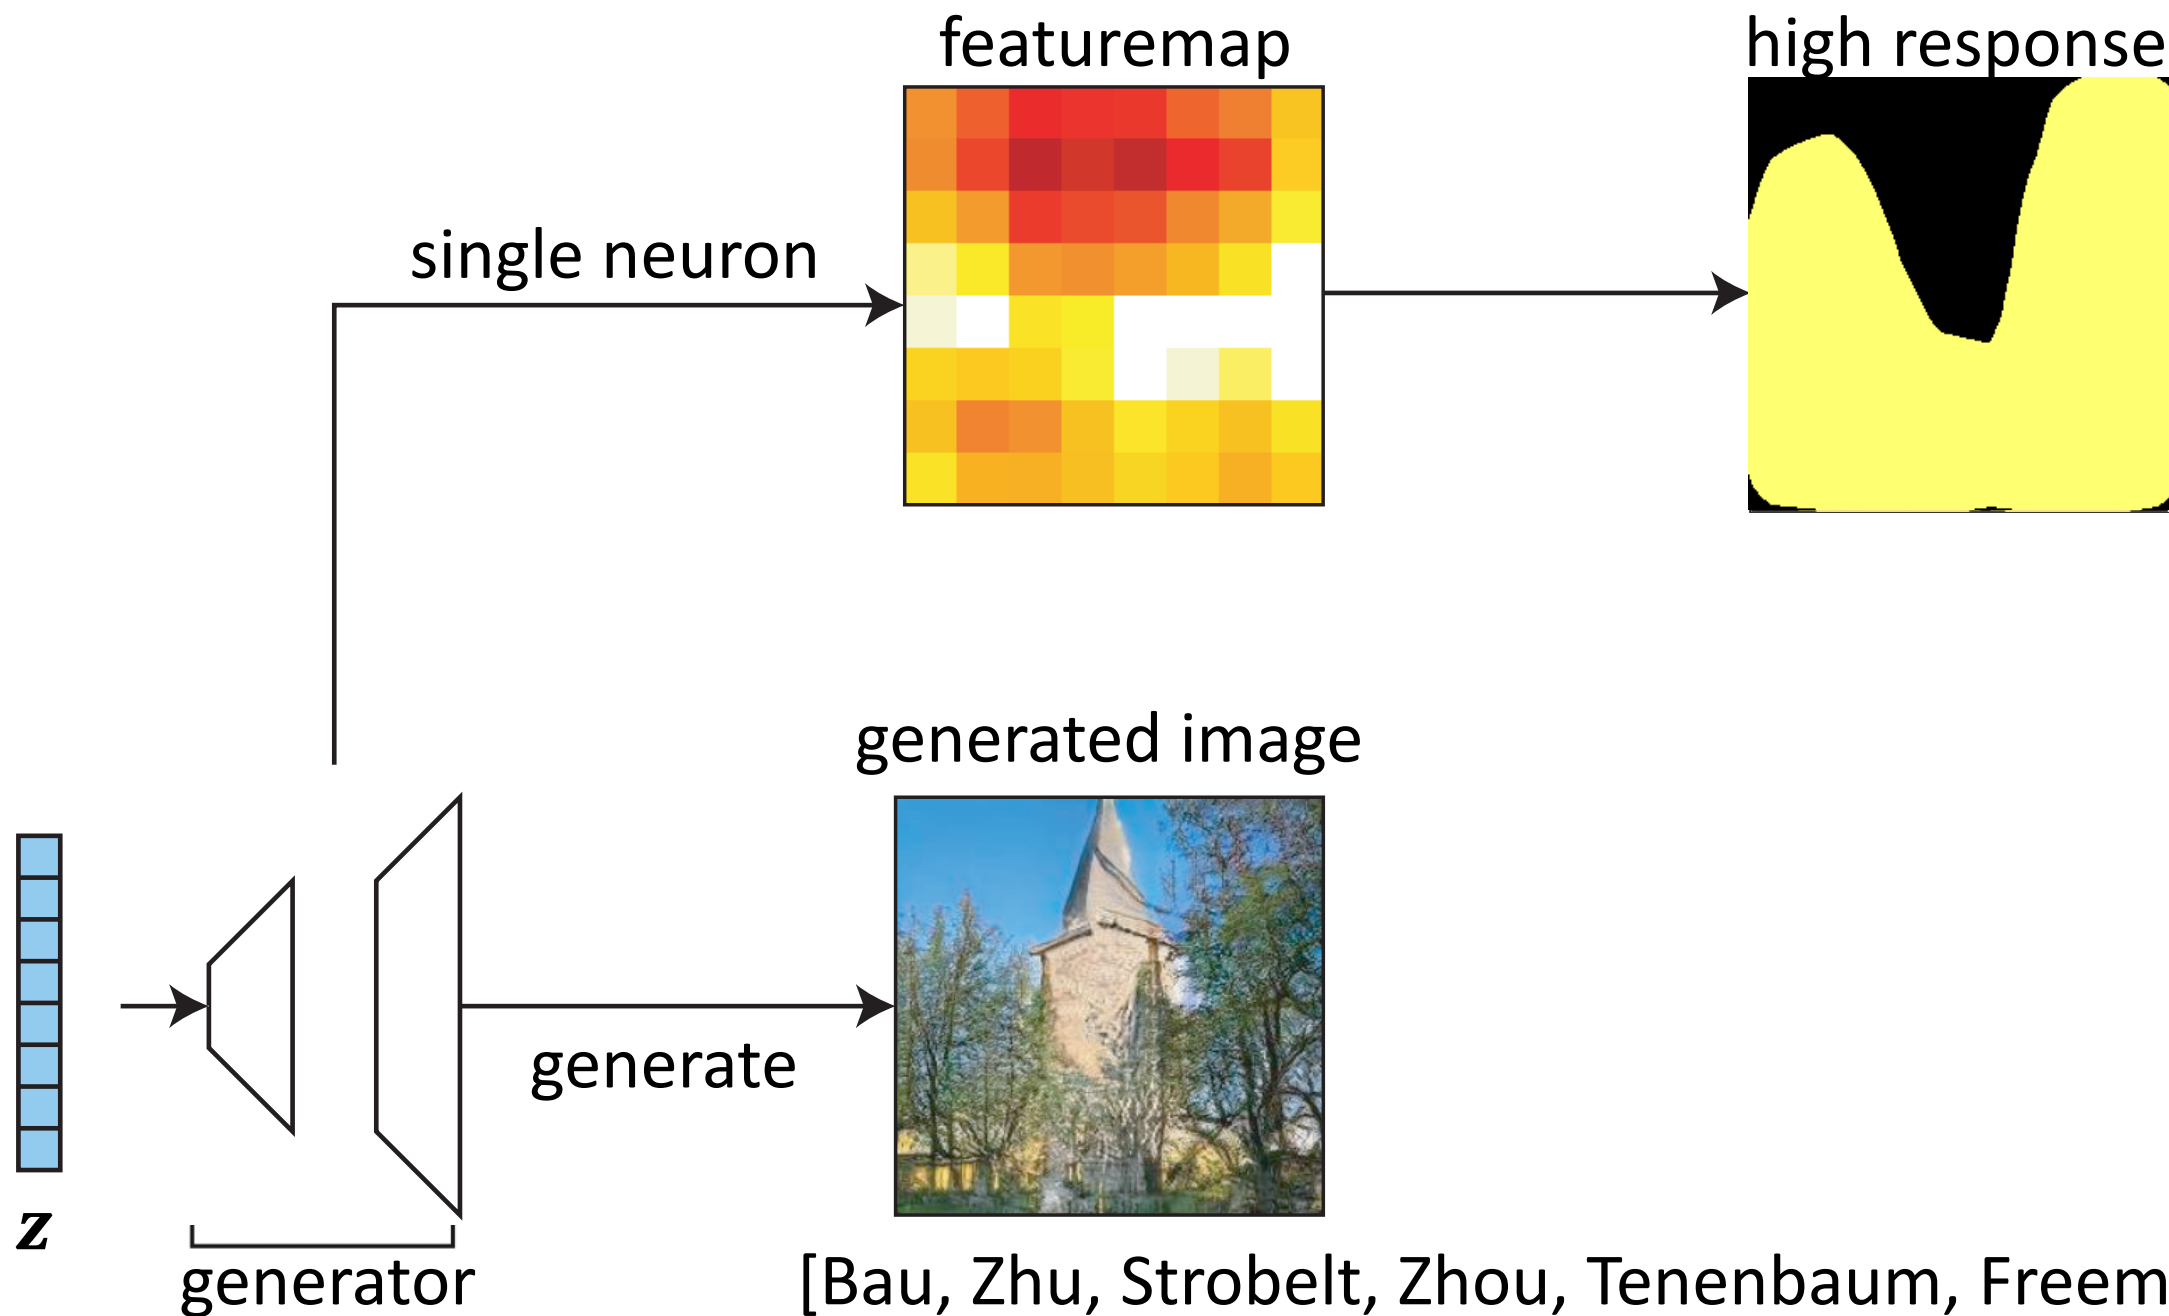 featuremap
high response
single neuron
generated image
generate
z
generator
[Bau, Zhu, Strobelt, Zhou, Tenenbaum, Freem